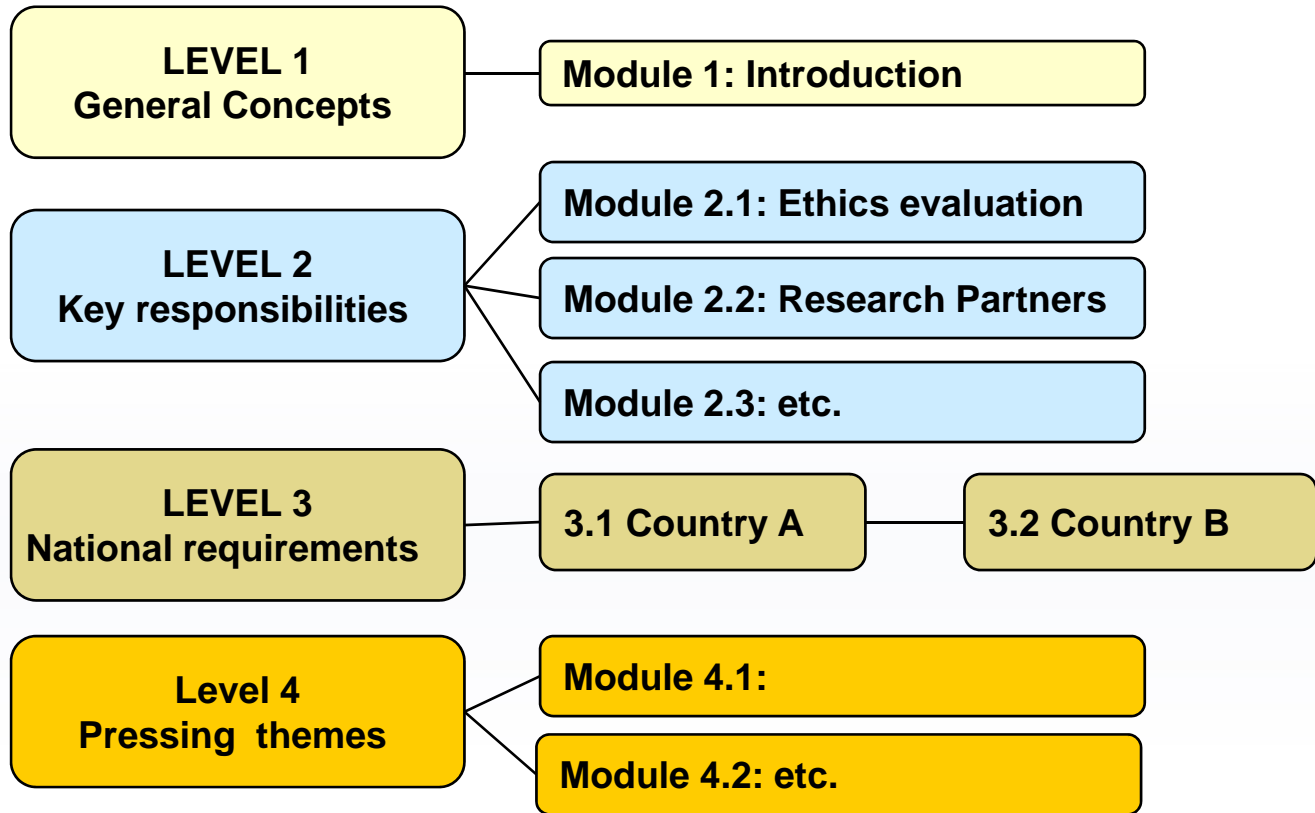 LEVEL 1
General Concepts
Module 1: Introduction
LEVEL 2
Key responsibilities
Module 2.1: Ethics evaluation
Module 2.2: Research Partners
Module 2.3: etc.
LEVEL 3
National requirements
3.1 Country A
3.2 Country B
Level 4
Pressing  themes
Module 4.1:
Module 4.2: etc.